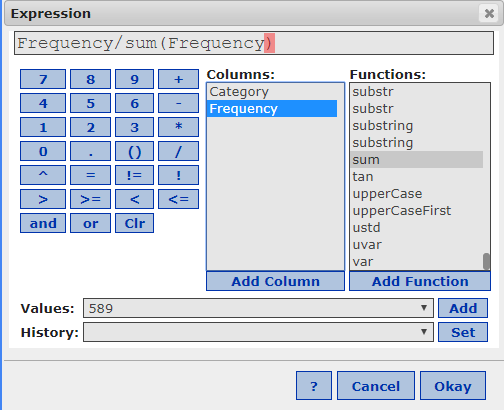 Expression
Frequency/sum(Frequency)
7 8 9 +
4 5 6 -
1 2 3 *
0 . () /
^ = != !
> >= < <=
and or Clr
Columns:
Category
Frequency
Add Column
Functions:
substr
substr
substring
substring
sum
tan
upperCase
upperCaseFirst
ustd
uvar
var
Add Function
Values: 589 Add
History: Set
? Cancel Okay